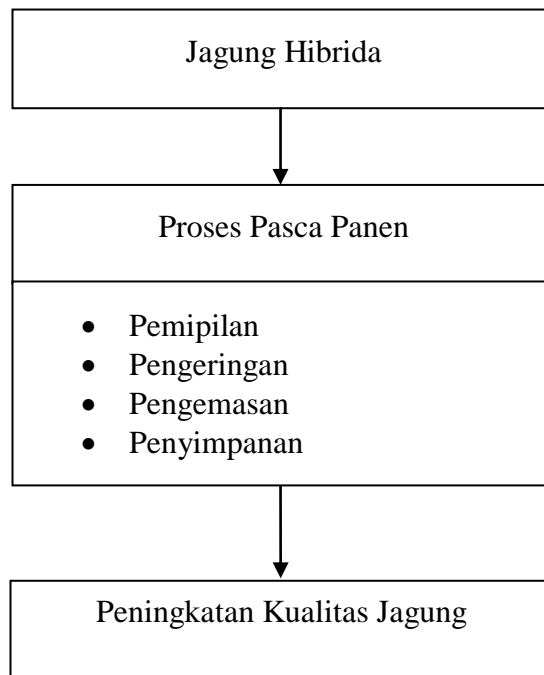 Jagung Hibrida
Proses Pasca Panen
• Pemipilan
• Pengeringan
• Pengemasan
• Penyimpanan
Peningkatan Kualitas Jagung